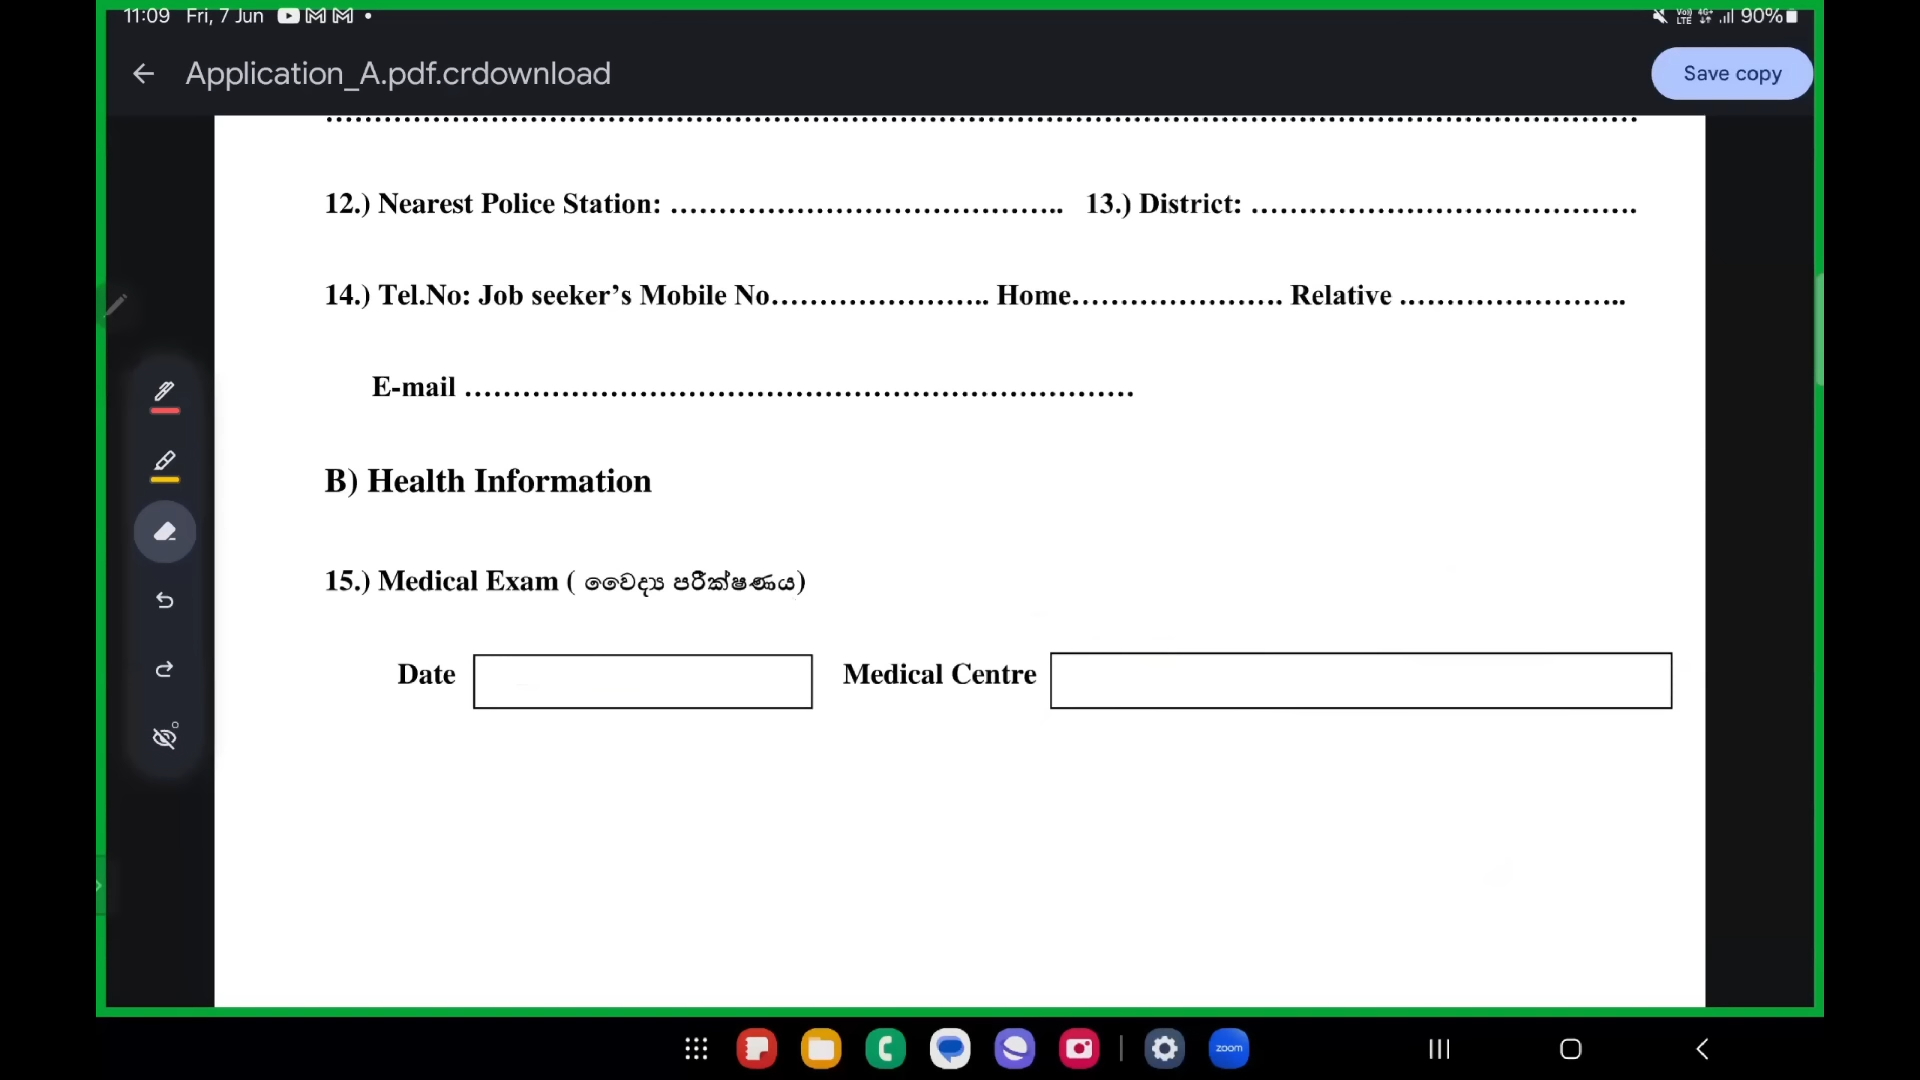 11:09 Fri, 7 Jun 90%
Application_A.pdf.crdownload
Save copy
12.) Nearest Police Station: ........................................ 13.) District: ........................................
14.) Tel.No: Job seeker’s Mobile No....................... Home...................... Relative .......................
E-mail ......................................................................
B) Health Information
15.) Medical Exam ( වෛද්‍ය පරීක්ෂණය)
Date Medical Centre
zoom